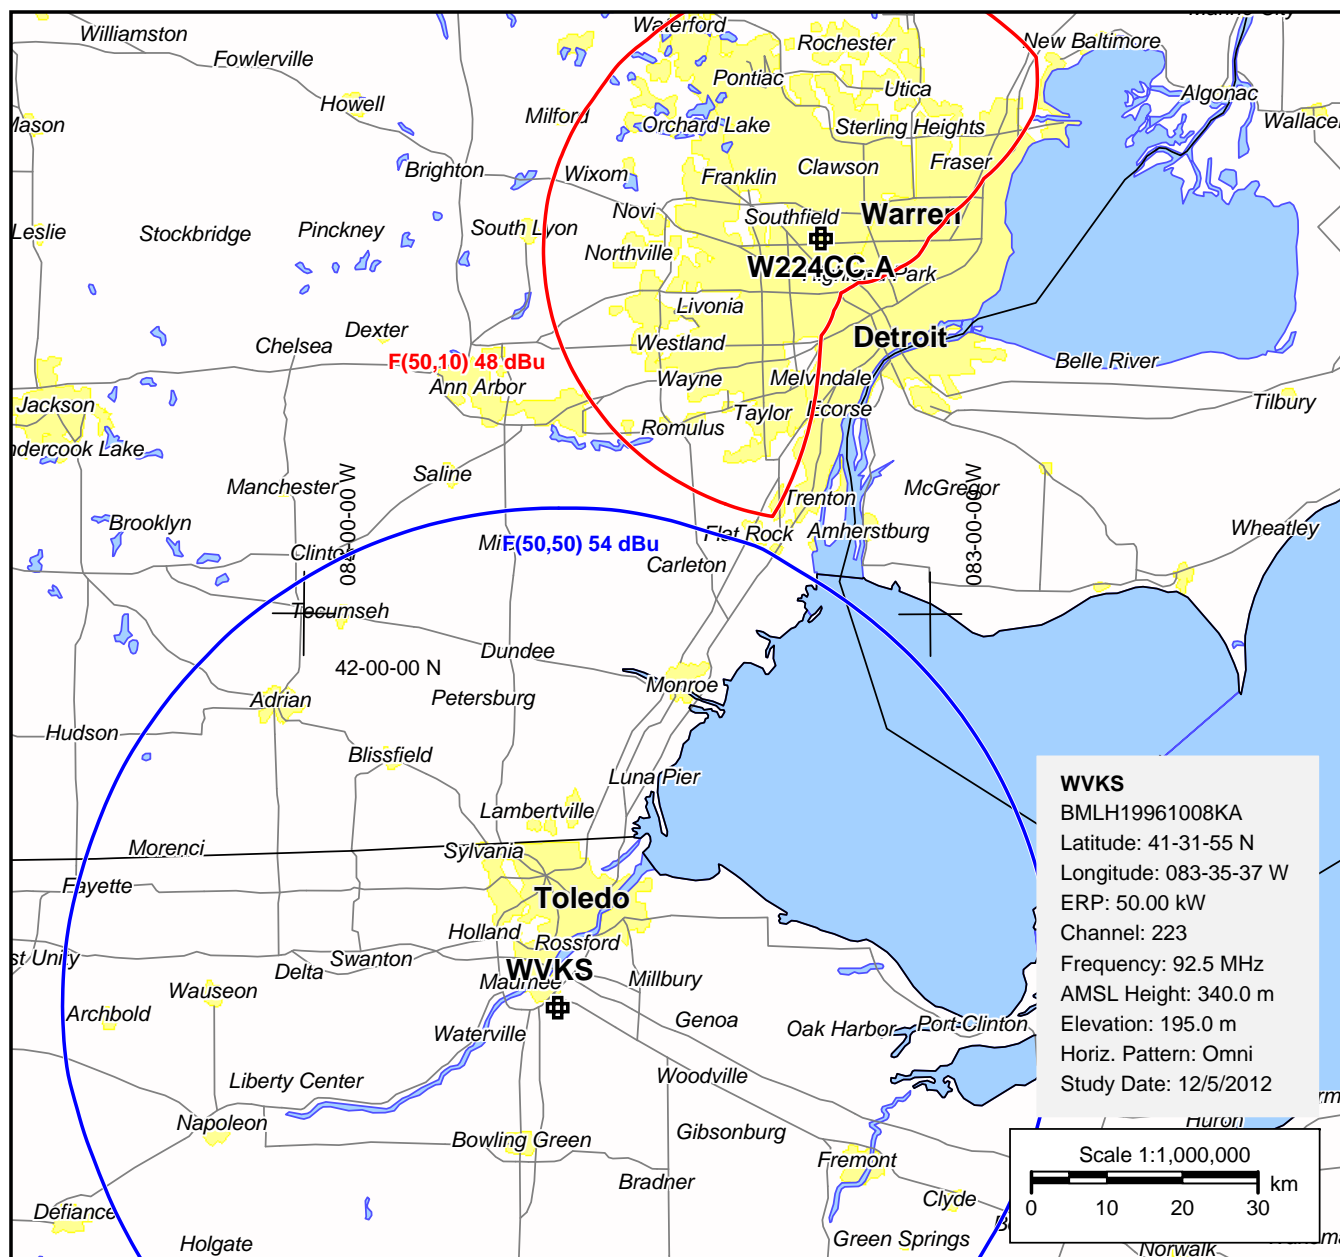 Williamston
Fowlerville
Waterford
Rochester
New Baltimore
Pontiac
Utica
Howell
Milford
Algonac
Mason
Orchard Lake
Sterling Heights
Brighton
Wixom
Franklin
Clawson
Fraser
Novi
Southfield
Warren
Leslie
Stockbridge
Pinckney
South Lyon
Northville
W224CC.A
Livonia
Dexter
Chelsea
Westland
Detroit
F(50,10) 48 dBu
Ann Arbor
Wayne
Melvindale
Belle River
Jackson
Taylor
Ecorse
Tilbury
Romulus
Saline
Manchester
083-00-00 W
Trenton
McGregor
Brooklyn
Flat Rock
Amherstburg
Wheatley
Clinton
F(50,50) 54 dBu
Carleton
Tecumseh
Dundee
42-00-00 N
Monroe
Adrian
Petersburg
Hudson
Blissfield
Luna Pier
Lambertville
Morenci
Sylvania
Fayette
Toledo
Holland
Rossford
Swanton
Delta
WVKS
Maumee
Millbury
Wauseon
Archbold
Waterville
Genoa
Oak Harbor
Port Clinton
Liberty Center
Woodville
Napoleon
Bowling Green
Gibsonburg
Huron
Bradner
Fremont
Clyde
Defiance
Holgate
Green Springs
Norwalk
WVKS
BMLH19961008KA
Latitude: 41-31-55 N
Longitude: 083-35-37 W
ERP: 50.00 kW
Channel: 223
Frequency: 92.5 MHz
AMSL Height: 340.0 m
Elevation: 195.0 m
Horiz. Pattern: Omni
Study Date: 12/5/2012
Scale 1:1,000,000
0 10 20 30 km